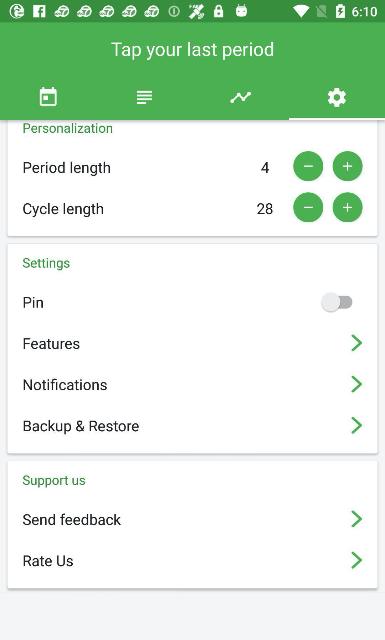 6:10
Tap your last period
Personalization
Period length 4
Cycle length 28
Settings
Pin
Features
Notifications
Backup & Restore
Support us
Send feedback
Rate Us